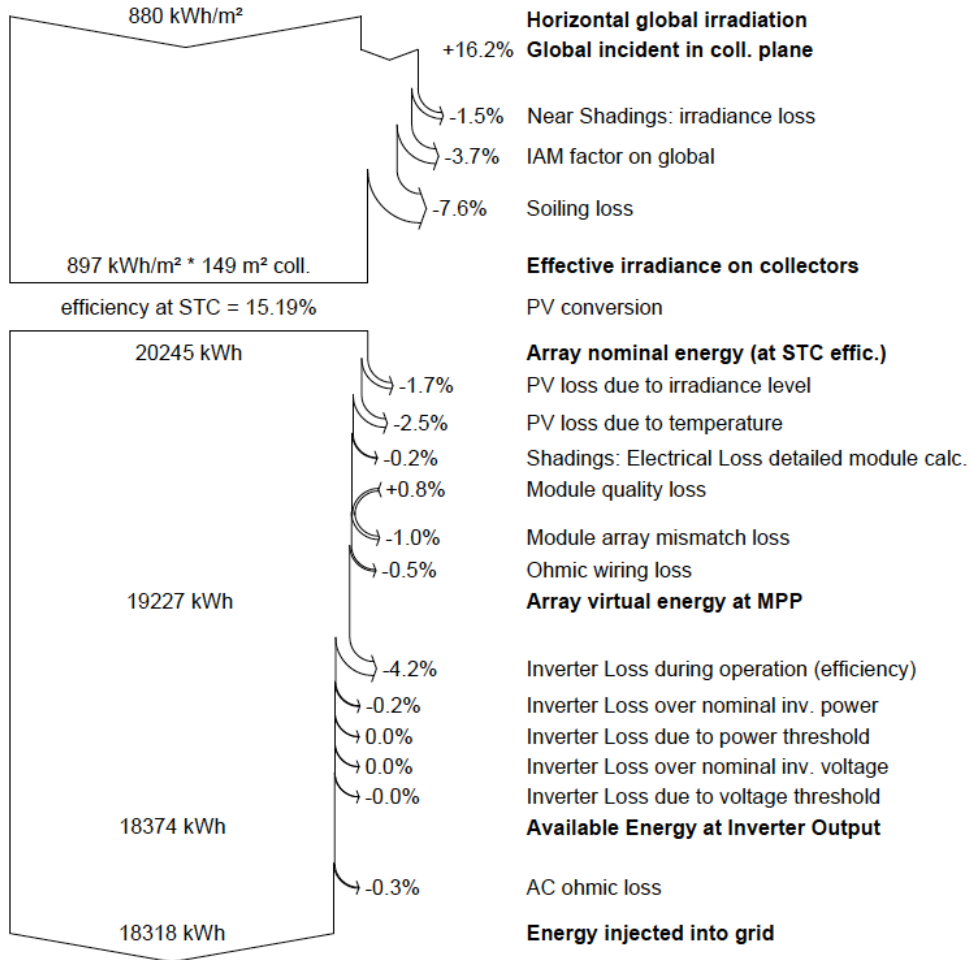 880 kWh/m² Horizontal global irradiation
+16.2% Global incident in coll. plane
-1.5% Near Shadings: irradiance loss
-3.7% IAM factor on global
-7.6% Soiling loss
897 kWh/m² * 149 m² coll. Effective irradiance on collectors
efficiency at STC = 15.19% PV conversion
20245 kWh Array nominal energy (at STC effic.)
-1.7% PV loss due to irradiance level
-2.5% PV loss due to temperature
-0.2% Shadings: Electrical Loss detailed module calc.
+0.8% Module quality loss
-1.0% Module array mismatch loss
-0.5% Ohmic wiring loss
19227 kWh Array virtual energy at MPP
-4.2% Inverter Loss during operation (efficiency)
-0.2% Inverter Loss over nominal inv. power
0.0% Inverter Loss due to power threshold
0.0% Inverter Loss over nominal inv. voltage
-0.0% Inverter Loss due to voltage threshold
18374 kWh Available Energy at Inverter Output
-0.3% AC ohmic loss
18318 kWh Energy injected into grid